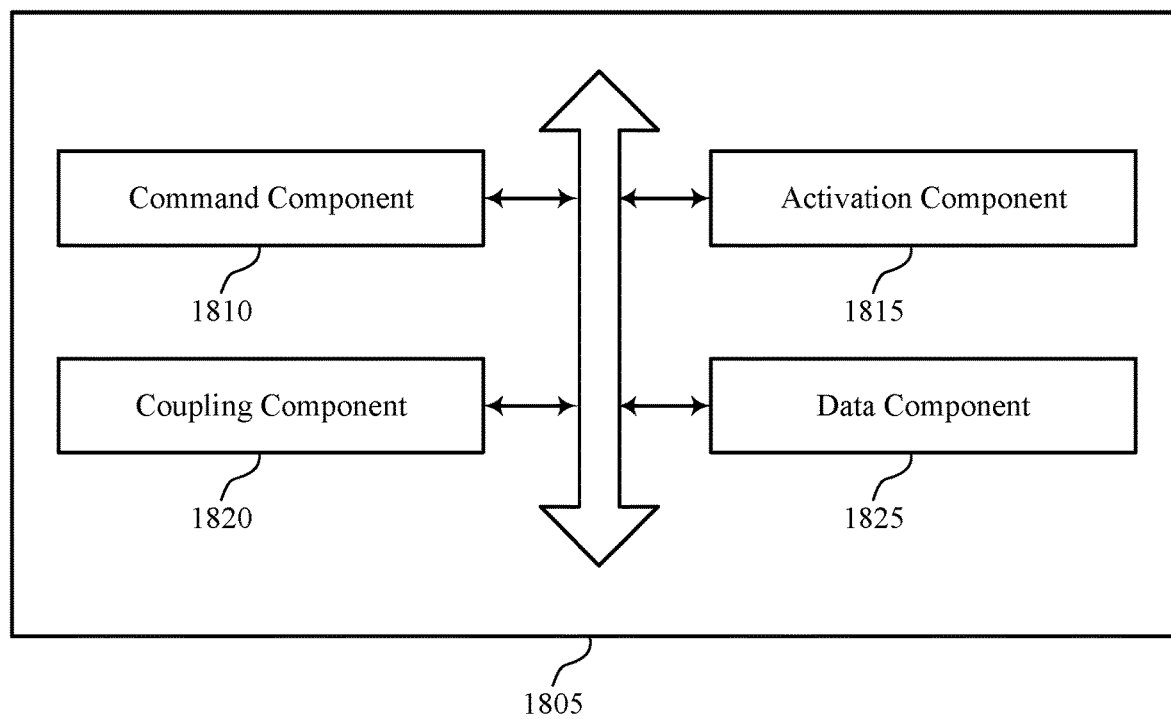 Command Component
Activation Component
1810
1815
Coupling Component
Data Component
1820
1825
1805